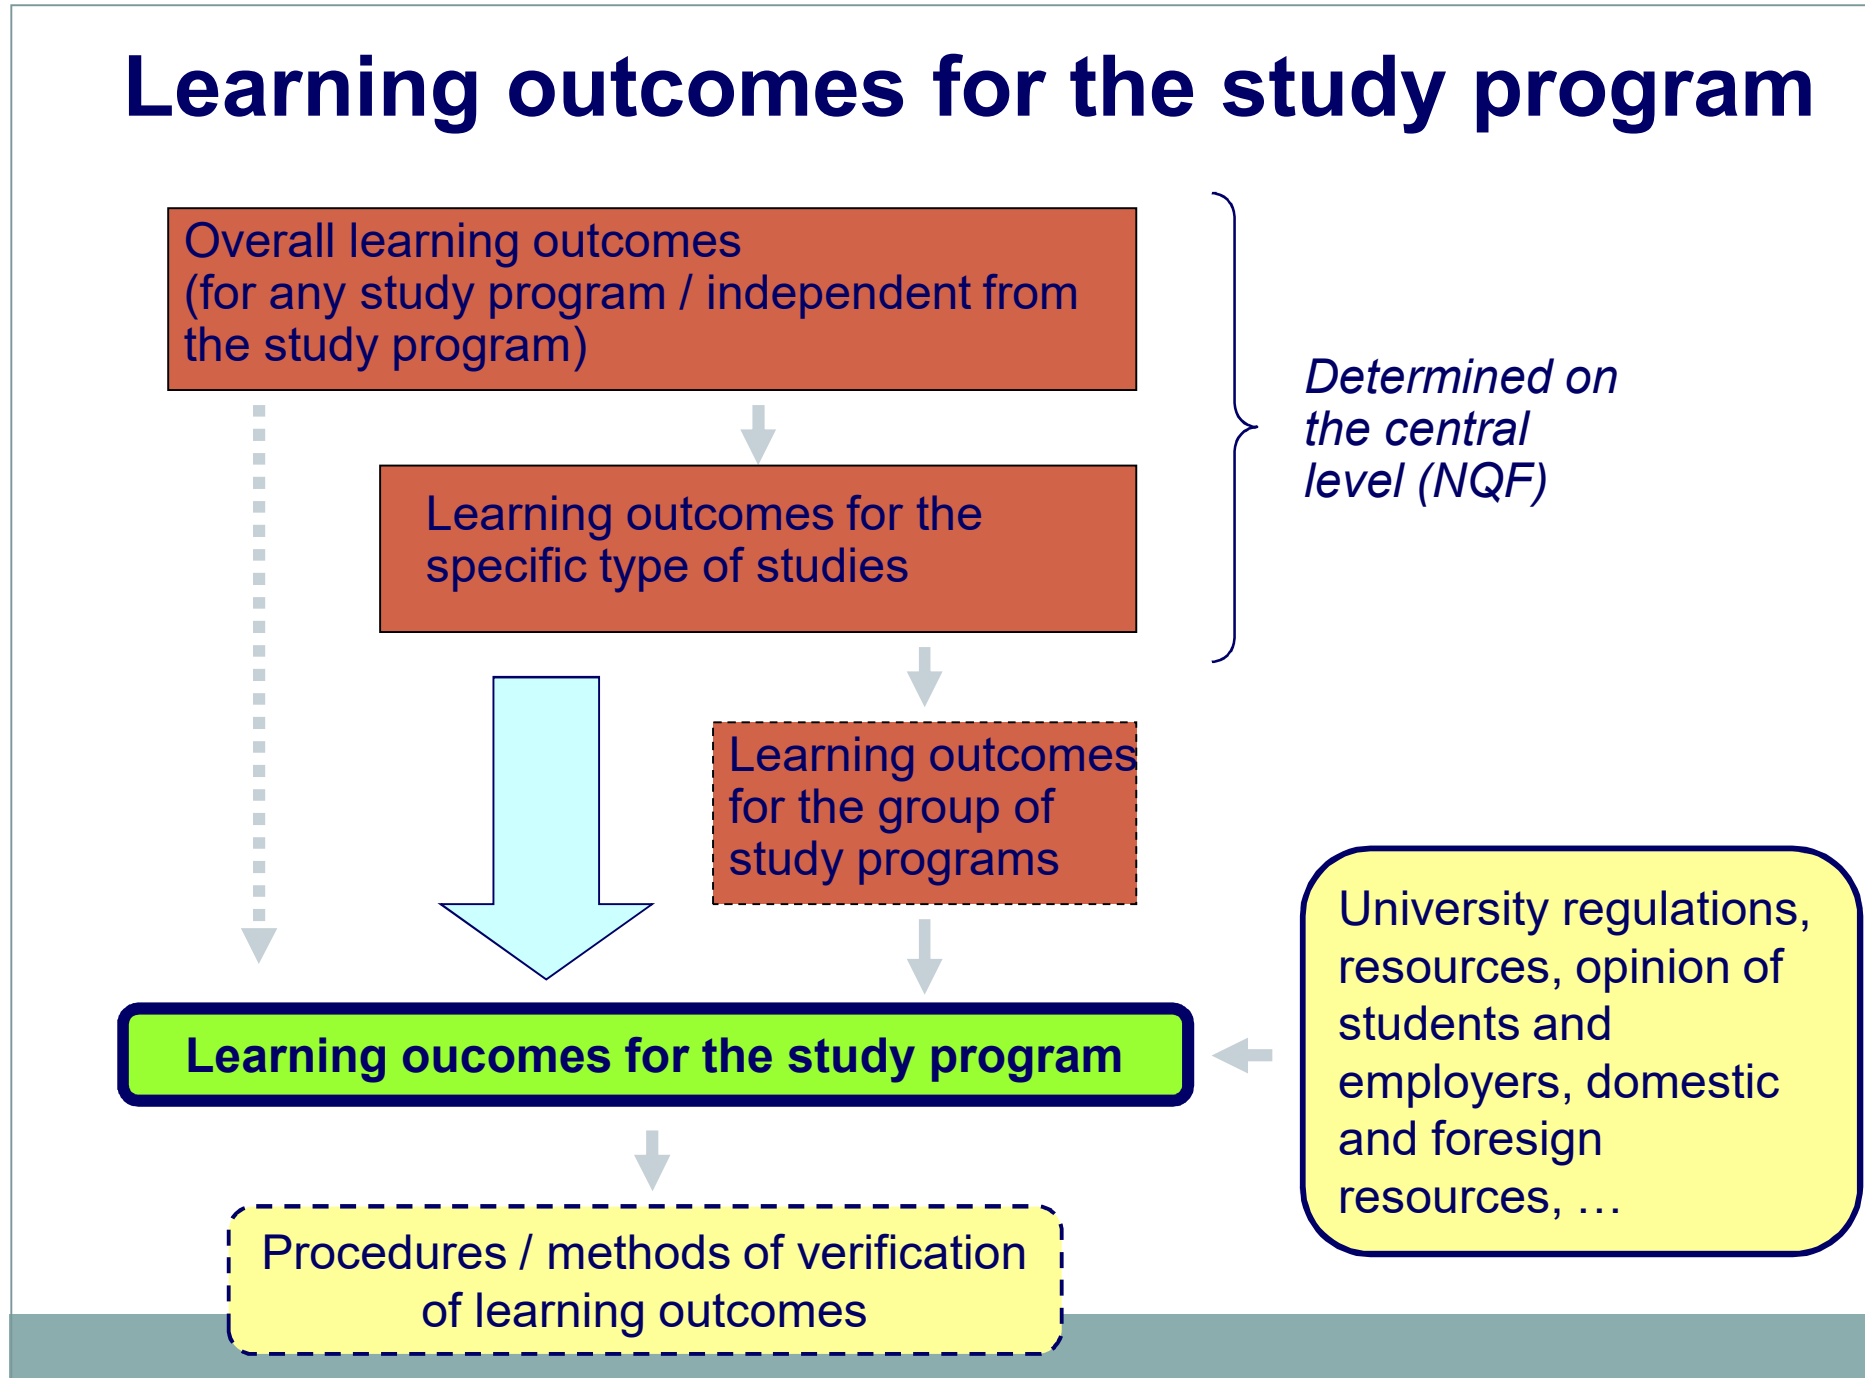 Learning outcomes for the study program
Overall learning outcomes
(for any study program / independent from
the study program)
Determined on
the central
level (NQF)
Learning outcomes for the
specific type of studies
Learning outcomes
for the group of
study programs
University regulations,
resources, opinion of
students and
employers, domestic
and foresign
resources, …
Learning oucomes for the study program
Procedures / methods of verification
of learning outcomes